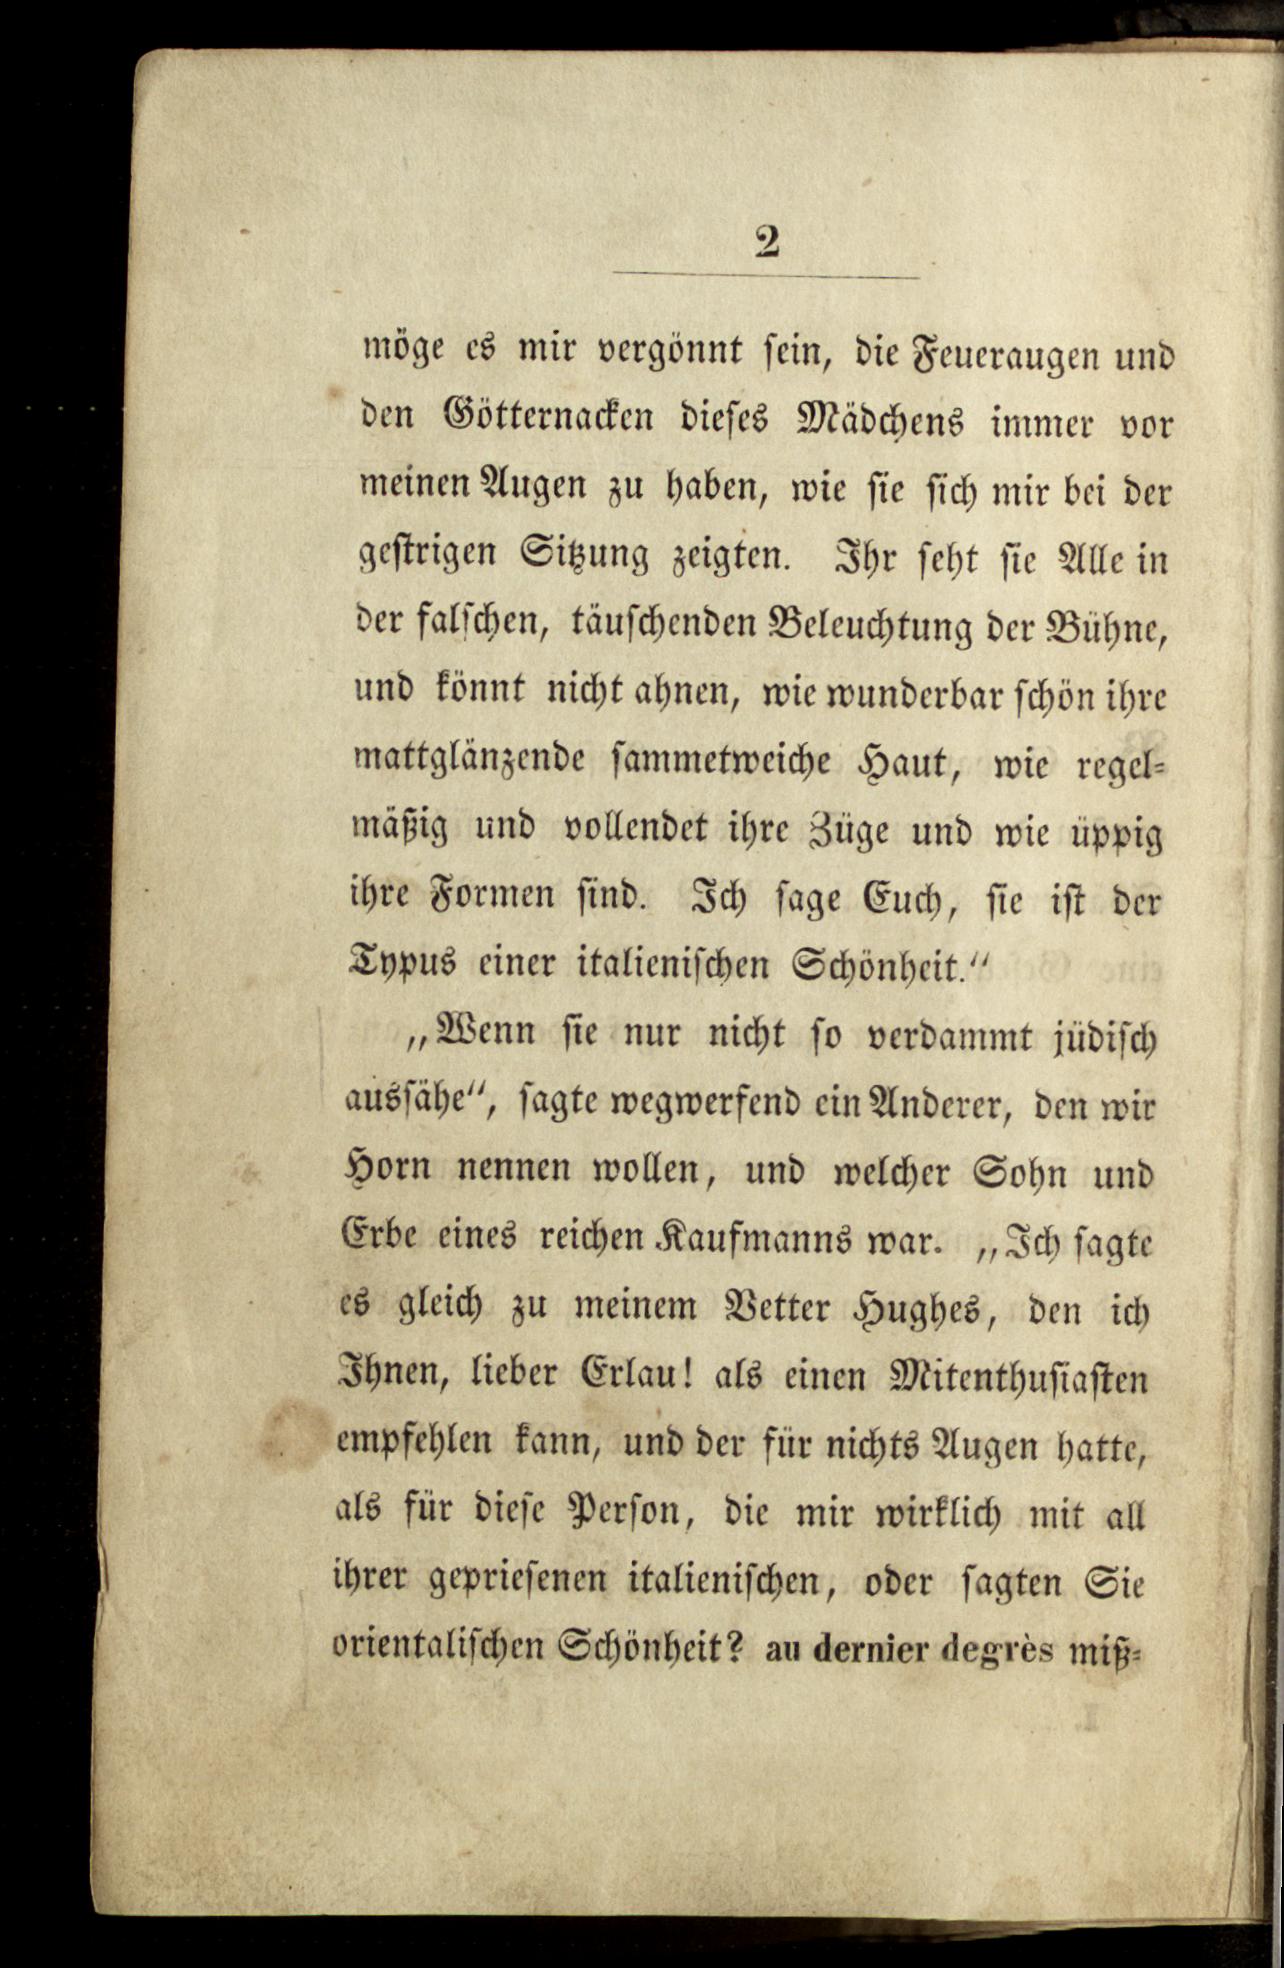 2
möge es mir vergönnt sein, die Feueraugen und
den Götternacken dieses Mädchens immer vor
meinen Augen zu haben, wie sie sich mir bei der
gestrigen Sitzung zeigten. Ihr seht sie Alle in
der falschen, täuschenden Beleuchtung der Bühne,
und könnt nicht ahnen, wie wunderbar schön ihre
mattglänzende sammetweiche Haut, wie regel-
mäßig und vollendet ihre Züge und wie üppig
ihre Formen sind. Ich sage Euch, sie ist der
Typus einer italienischen Schönheit.“
„Wenn sie nur nicht so verdammt jüdisch
aussähe“, sagte wegwerfend ein Anderer, den wir
Horn nennen wollen, und welcher Sohn und
Erbe eines reichen Kaufmanns war. „Ich sagte
es gleich zu meinem Vetter Hughes, den ich
Ihnen, lieber Erlau! als einen Mitenthusiasten
empfehlen kann, und der für nichts Augen hatte,
als für diese Person, die mir wirklich mit all
ihrer gepriesenen italienischen, oder sagten Sie
orientalischen Schönheit? au dernier degrès miß-